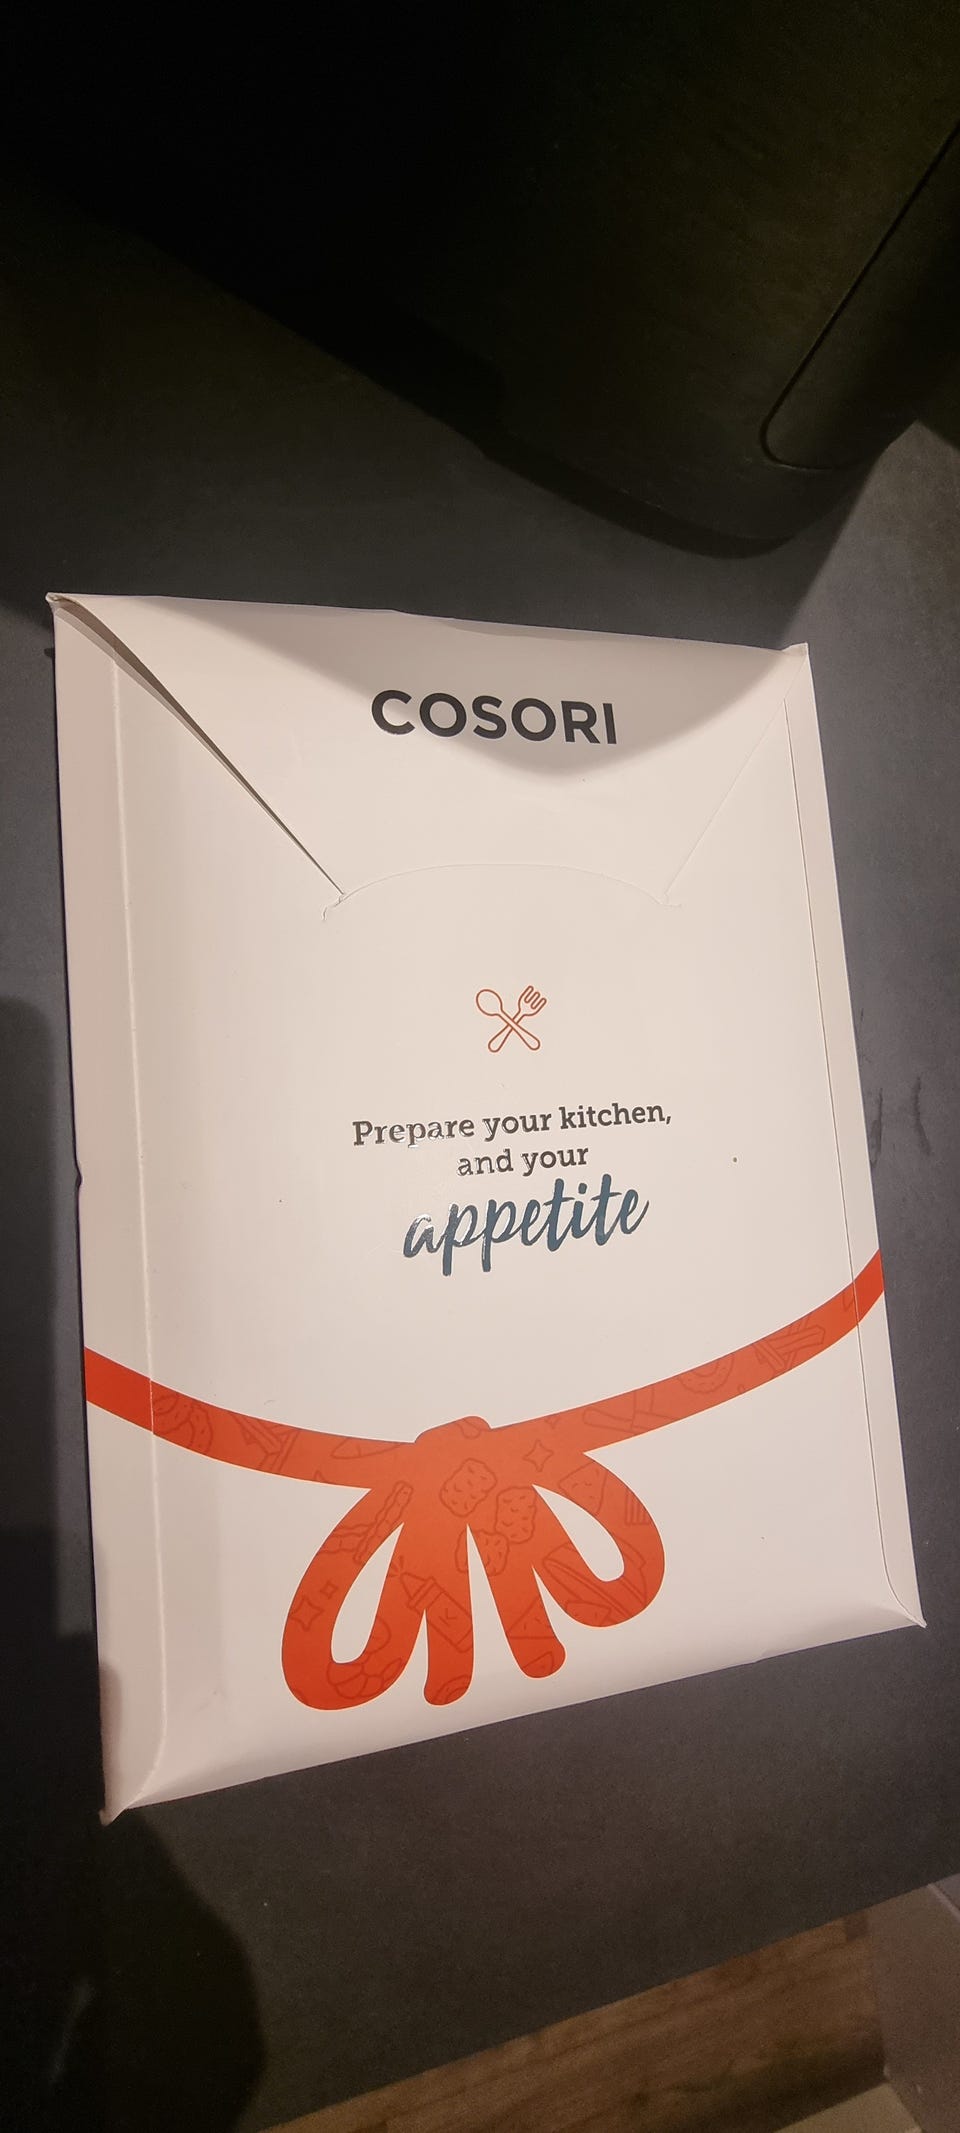 COSORI
Prepare your kitchen,
and your
appetite